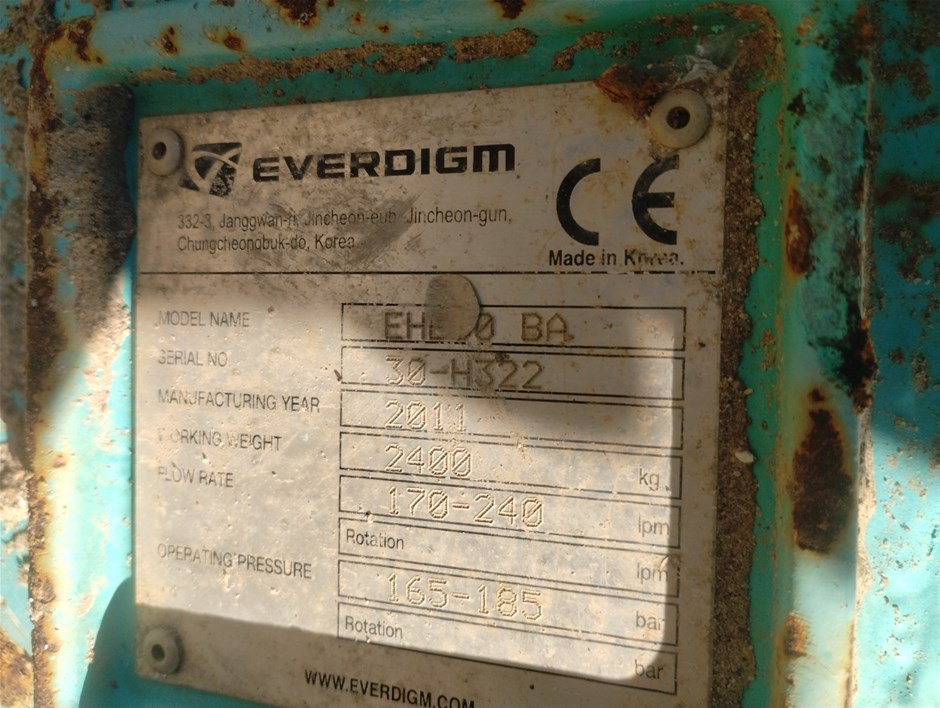 EVERDIGM
332-3, Janggwan-ri, Jincheon-eub, Jincheon-gun,
Chungcheongbuk-do, Korea.
CE
Made in Korea.
MODEL NAME BA
SERIAL NO 30-H322
MANUFACTURING YEAR 2011
WORKING WEIGHT 2400 kg
FLOW RATE 170-240 lpm
Rotation lpm
OPERATING PRESSURE 165-185 bar
Rotation bar
WWW.EVERDIGM.COM